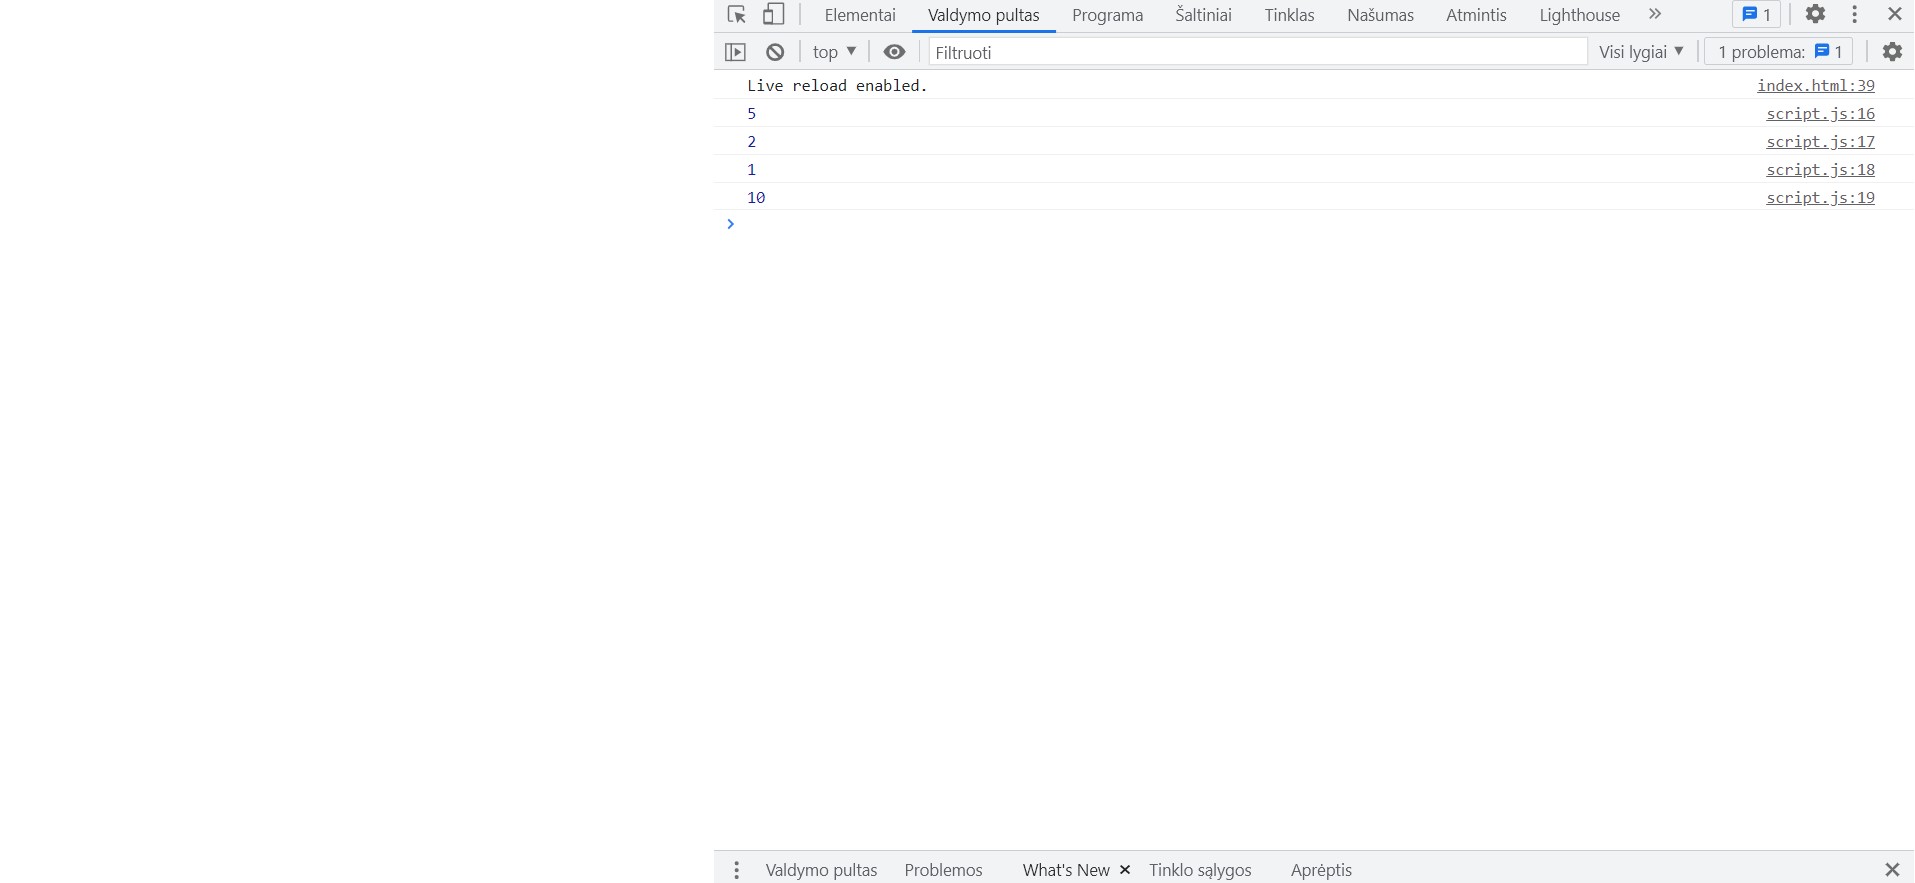 Elementai Valdymo pultas Programa Šaltiniai Tinklas Našumas Atmintis Lighthouse 1
top Filtruoti Visi lygiai 1 problema: 1
Live reload enabled. index.html:39
5 script.js:16
2 script.js:17
1 script.js:18
10 script.js:19
Valdymo pultas Problemos What's New Tinklo sąlygos Aprėptis